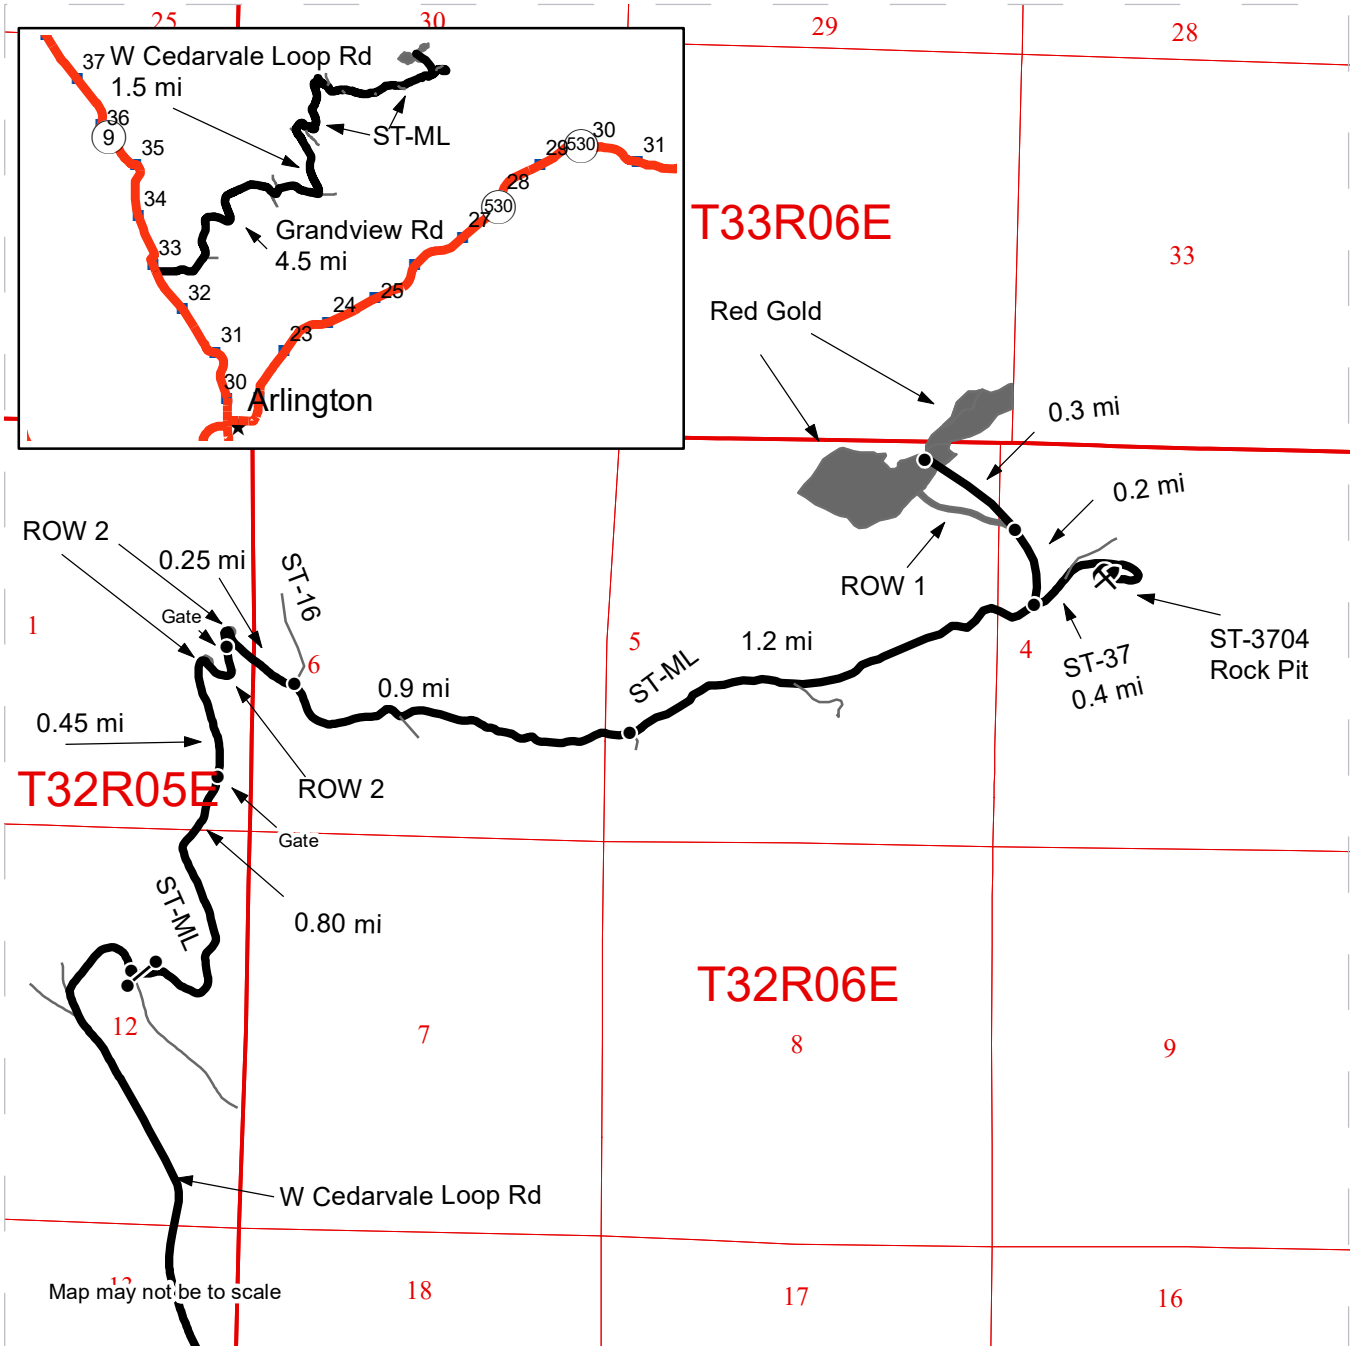 25
30
29
28
37
W Cedarvale Loop Rd
1.5 mi
36
9
35
ST-ML
34
33
Grandview Rd
4.5 mi
32
31
30
Arlington
23
24
25
27
28
530
29
530
30
31
T33R06E
33
Red Gold
0.3 mi
0.2 mi
ROW 1
ROW 2
0.25 mi
ST-16
Gate
1
6
5
1.2 mi
4
ST-37
0.4 mi
ST-3704
Rock Pit
ST-ML
0.9 mi
0.45 mi
ROW 2
T32R05E
Gate
0.80 mi
ST-ML
T32R06E
12
7
8
9
W Cedarvale Loop Rd
13
Map may not be to scale
18
17
16